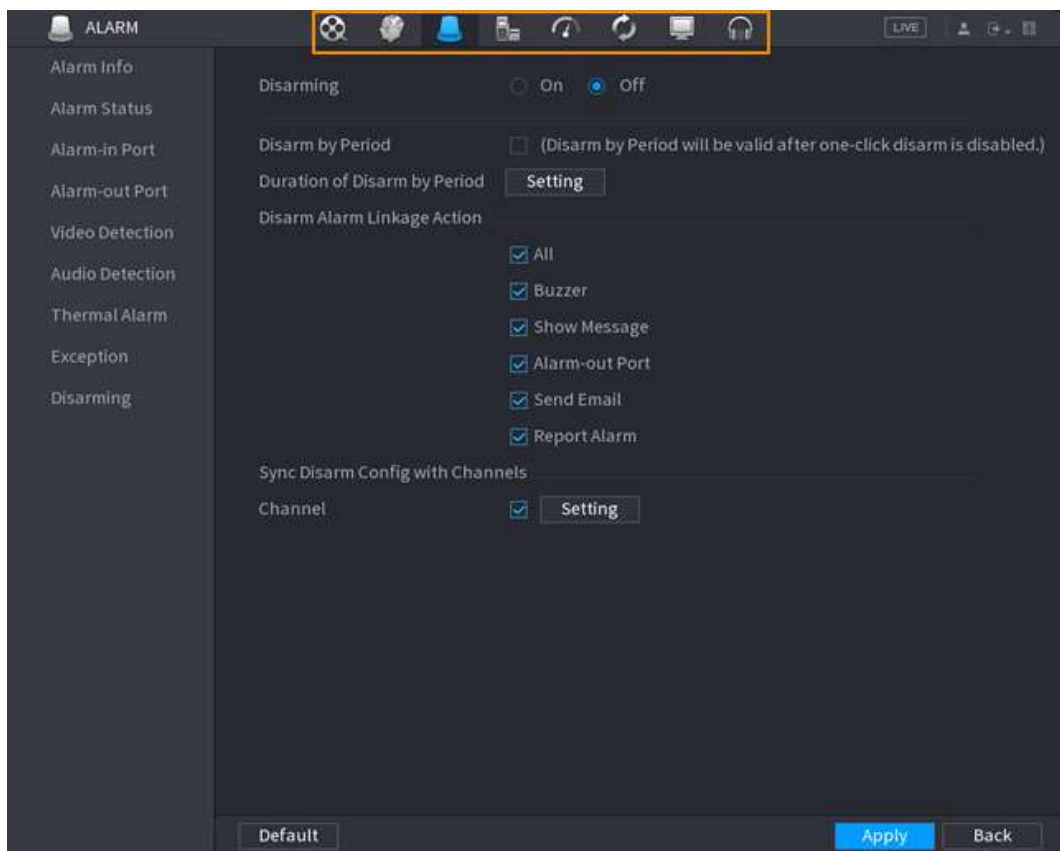 ALARM
LIVE
Alarm Info
Alarm Status
Alarm-in Port
Alarm-out Port
Video Detection
Audio Detection
Thermal Alarm
Exception
Disarming
Disarming On Off
Disarm by Period (Disarm by Period will be valid after one-click disarm is disabled.)
Duration of Disarm by Period Setting
Disarm Alarm Linkage Action
All
Buzzer
Show Message
Alarm-out Port
Send Email
Report Alarm
Sync Disarm Config with Channels
Channel Setting
Default Apply Back